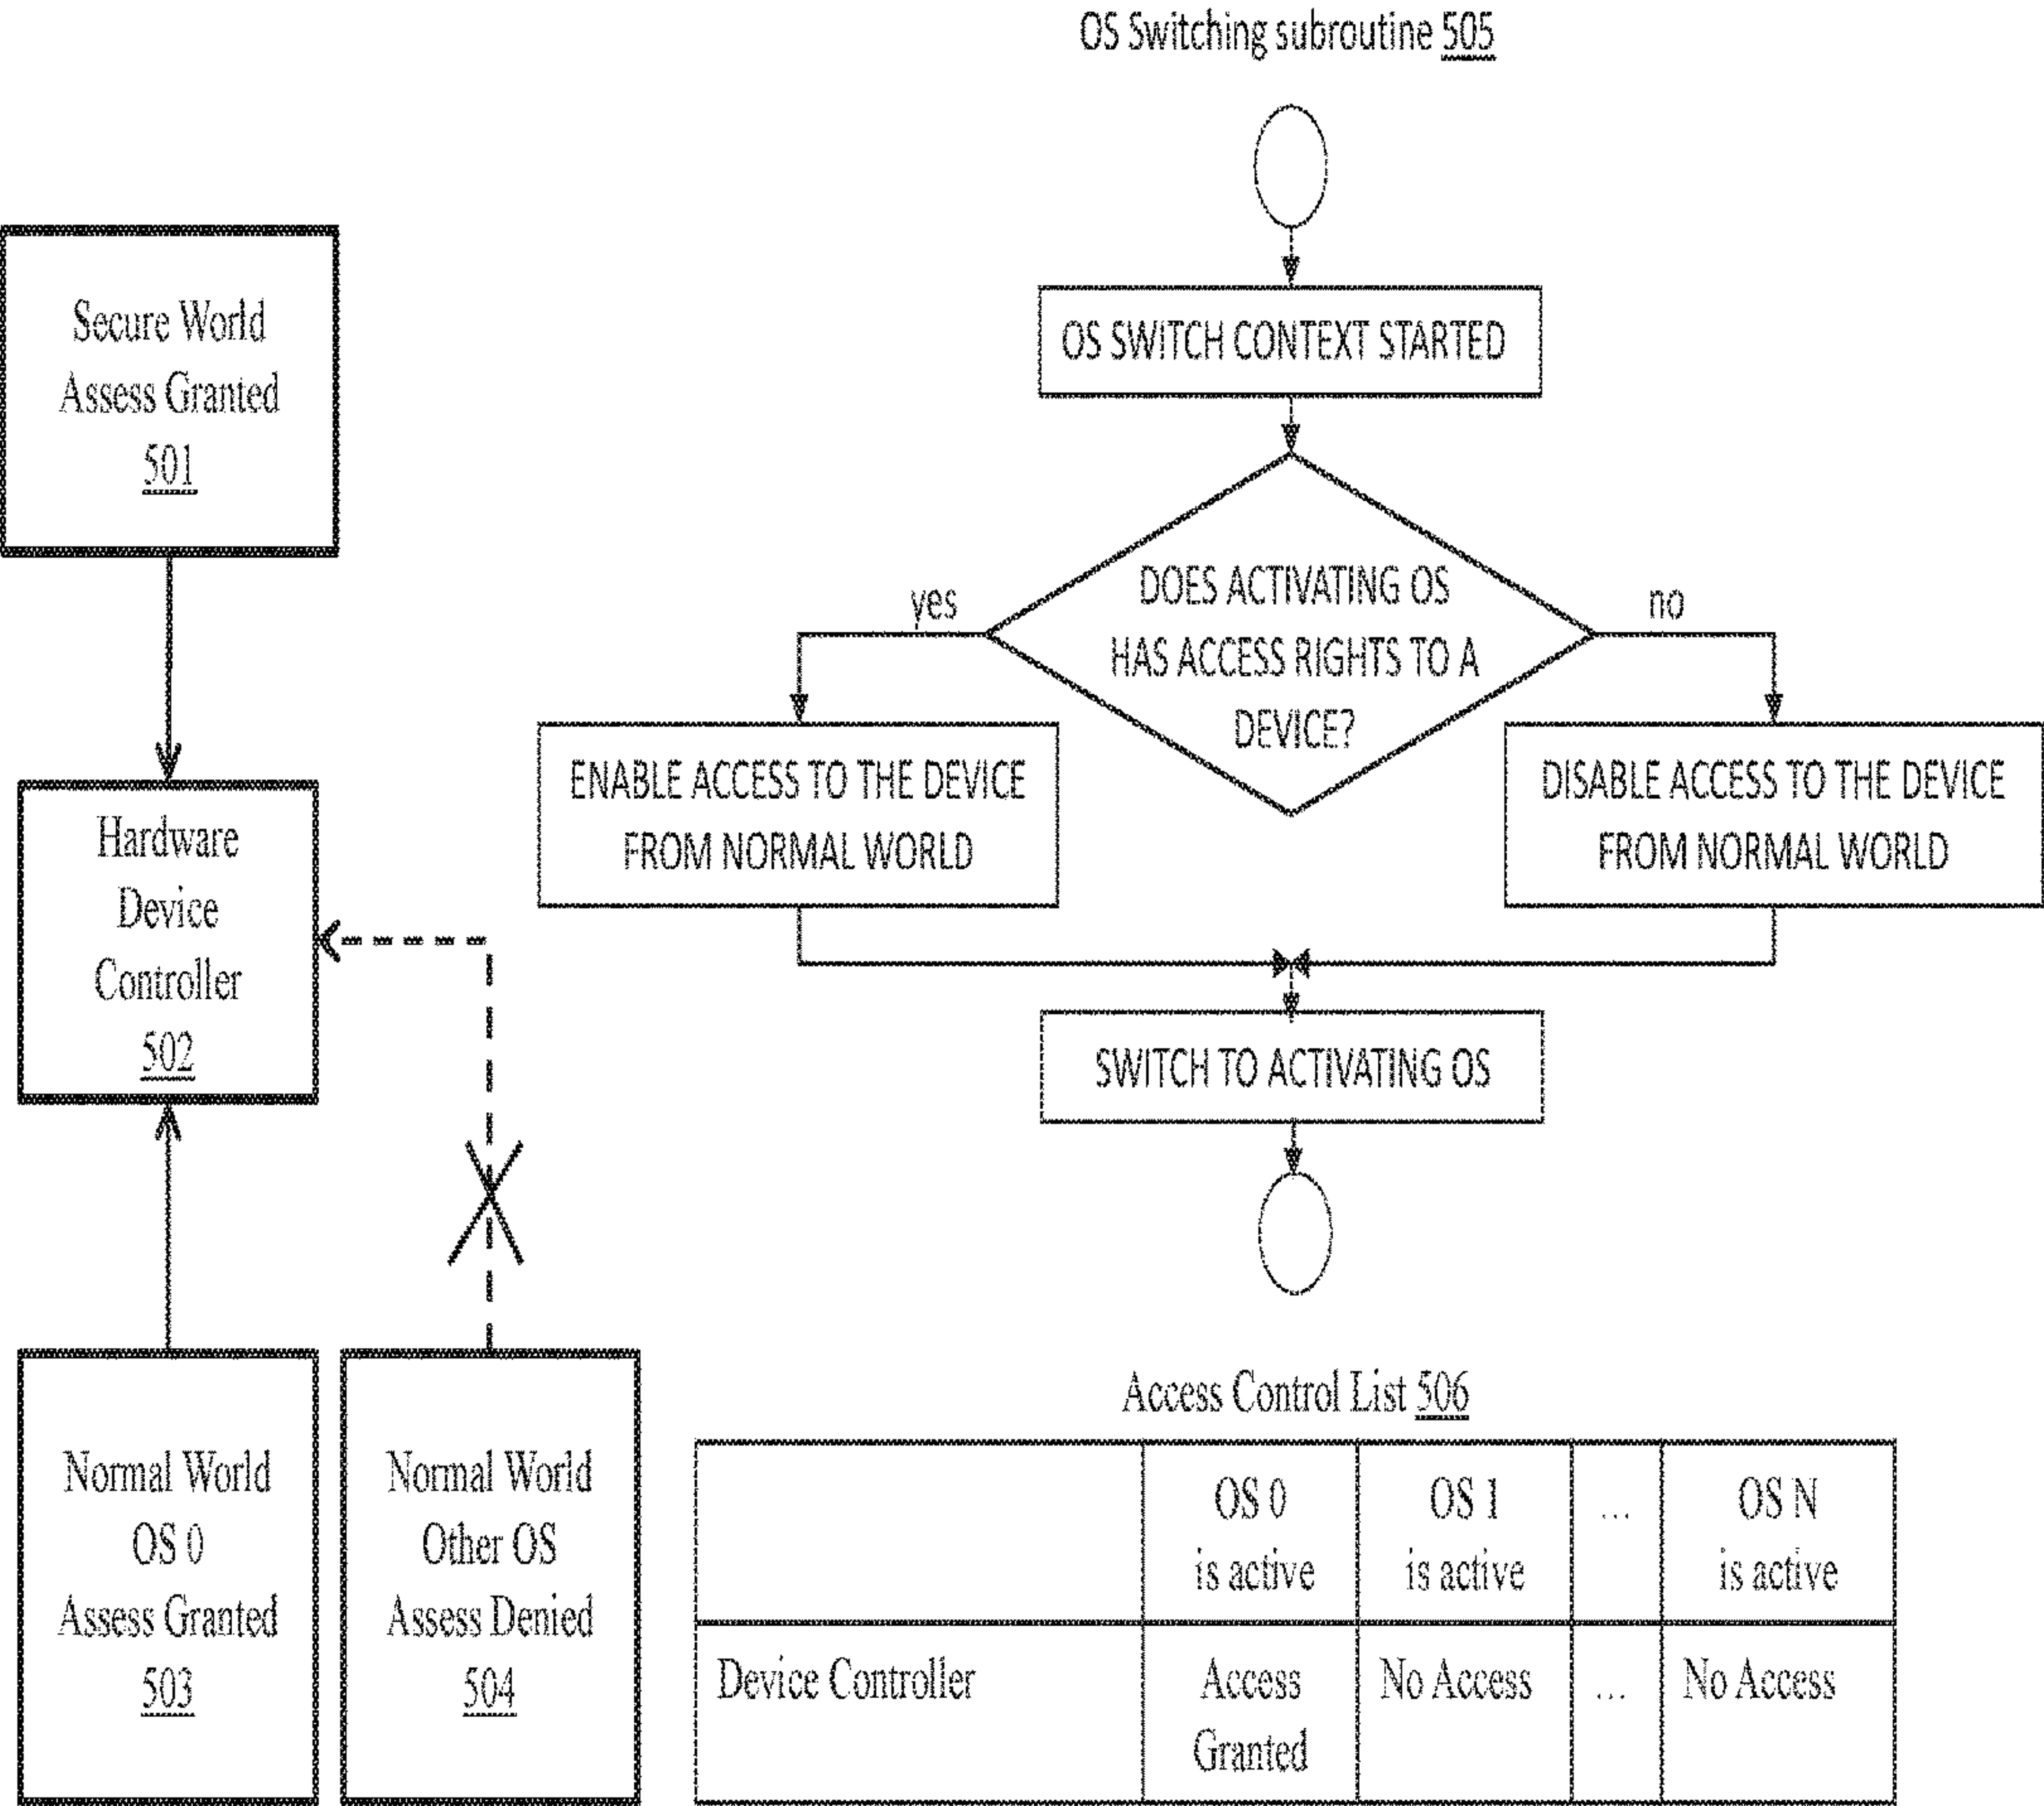 OS Switching subroutine 505
Secure World
Assess Granted
501
Hardware
Device
Controller
502
Normal World
OS 0
Assess Granted
503
Normal World
Other OS
Assess Denied
504
OS SWITCH CONTEXT STARTED
DOES ACTIVATING OS
HAS ACCESS RIGHTS TO A
DEVICE?
yes
no
ENABLE ACCESS TO THE DEVICE
FROM NORMAL WORLD
DISABLE ACCESS TO THE DEVICE
FROM NORMAL WORLD
SWITCH TO ACTIVATING OS
Access Control List 506
OS 0
is active
OS 1
is active
...
OS N
is active
Device Controller
Access
Granted
No Access
...
No Access